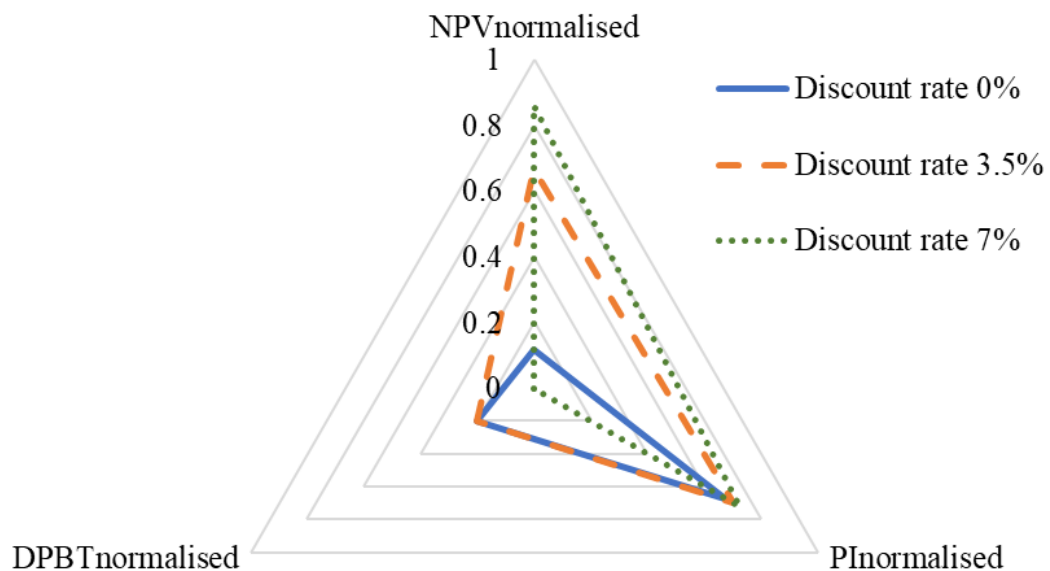 NPVnormalised
1
0.8
0.6
0.4
0.2
0
Discount rate 0%
Discount rate 3.5%
Discount rate 7%
DPBTnormalised
PInormalised